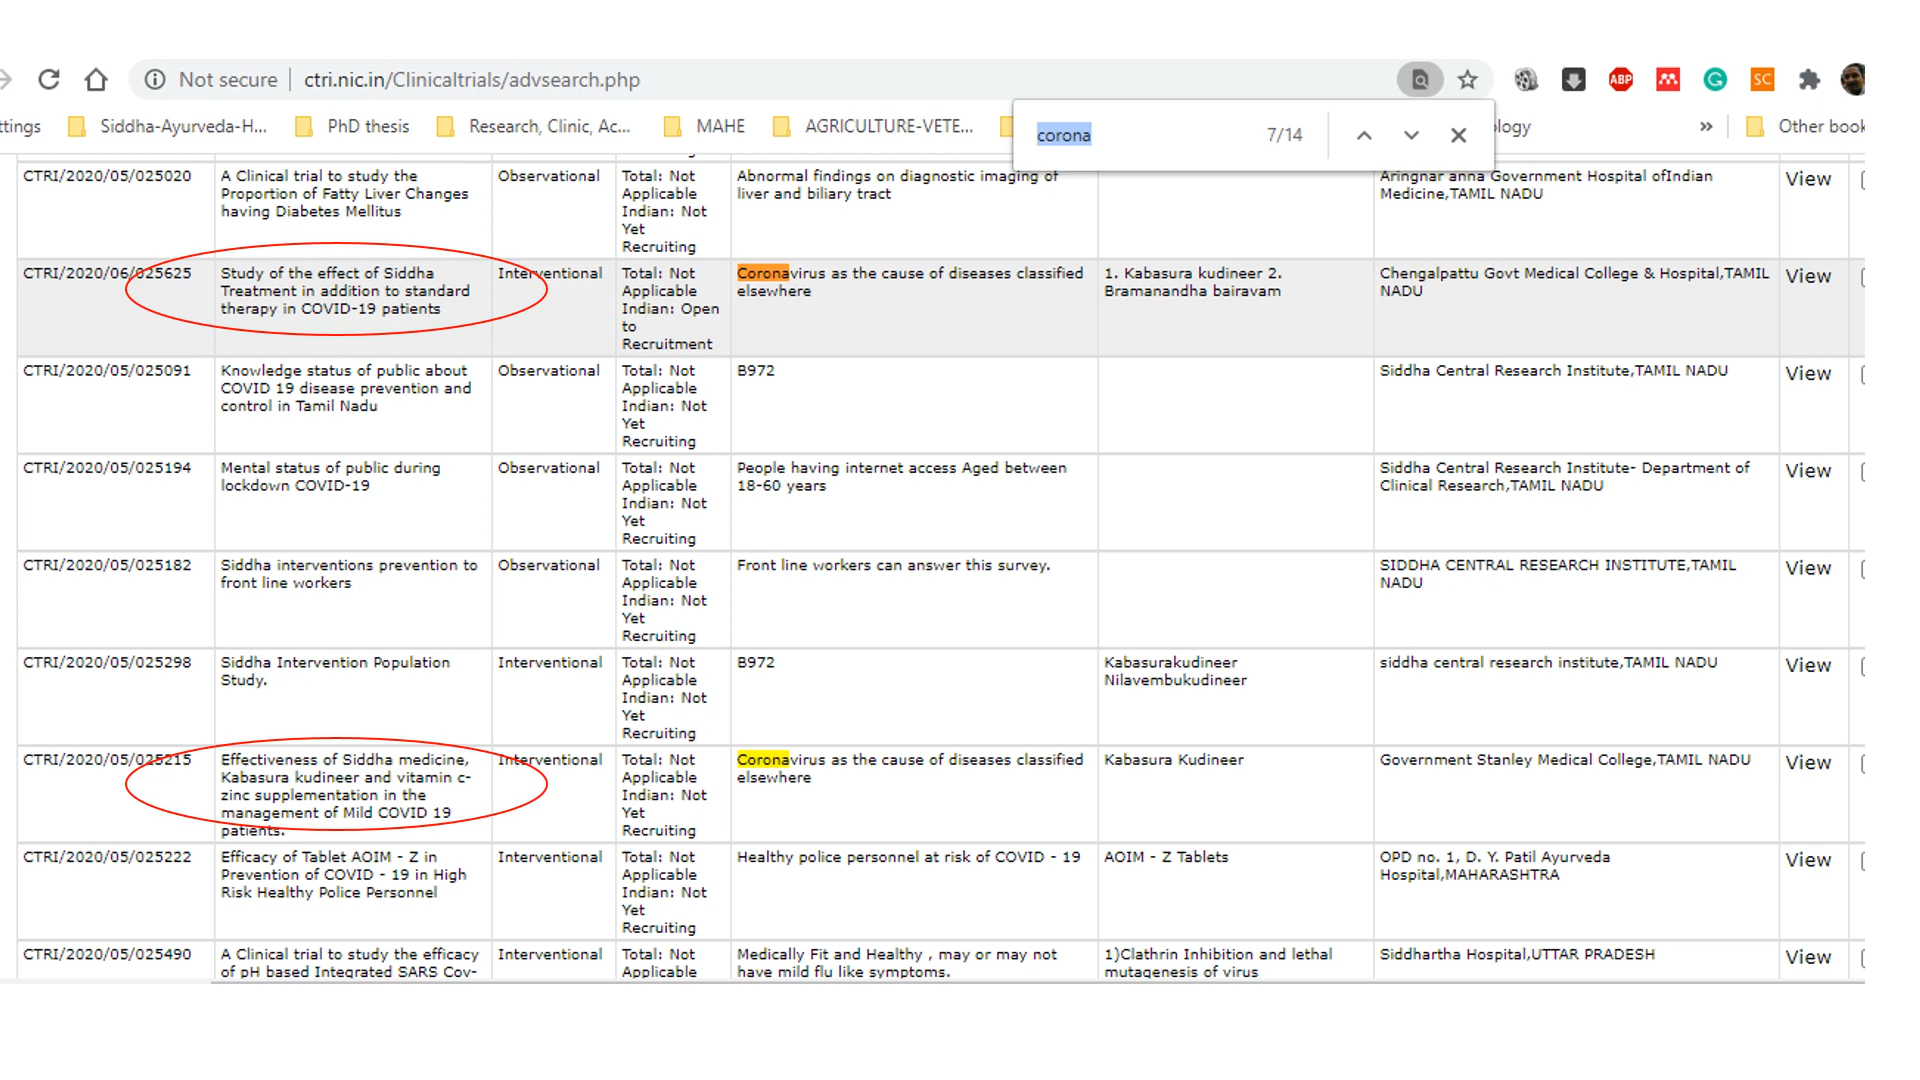 Not secure ctri.nic.in/Clinicaltrials/advsearch.php ABP G SC
ttings Siddha-Ayurveda-H... PhD thesis Research, Clinic, Ac... MAHE AGRICULTURE-VETE... ology » Other book
corona 7/14
CTRI/2020/05/025020
A Clinical trial to study the
Proportion of Fatty Liver Changes
having Diabetes Mellitus
Observational
Total: Not
Applicable
Indian: Not
Yet
Recruiting
Abnormal findings on diagnostic imaging of
liver and biliary tract
Aringnar anna Government Hospital ofIndian
Medicine,TAMIL NADU
View
CTRI/2020/06/025625
Study of the effect of Siddha
Treatment in addition to standard
therapy in COVID-19 patients
Interventional
Total: Not
Applicable
Indian: Open
to
Recruitment
Coronavirus as the cause of diseases classified
elsewhere
1. Kabasura kudineer 2.
Bramanandha bairavam
Chengalpattu Govt Medical College & Hospital,TAMIL
NADU
View
CTRI/2020/05/025091
Knowledge status of public about
COVID 19 disease prevention and
control in Tamil Nadu
Observational
Total: Not
Applicable
Indian: Not
Yet
Recruiting
B972
Siddha Central Research Institute,TAMIL NADU
View
CTRI/2020/05/025194
Mental status of public during
lockdown COVID-19
Observational
Total: Not
Applicable
Indian: Not
Yet
Recruiting
People having internet access Aged between
18-60 years
Siddha Central Research Institute- Department of
Clinical Research,TAMIL NADU
View
CTRI/2020/05/025182
Siddha interventions prevention to
front line workers
Observational
Total: Not
Applicable
Indian: Not
Yet
Recruiting
Front line workers can answer this survey.
SIDDHA CENTRAL RESEARCH INSTITUTE,TAMIL
NADU
View
CTRI/2020/05/025298
Siddha Intervention Population
Study.
Interventional
Total: Not
Applicable
Indian: Not
Yet
Recruiting
B972
Kabasurakudineer
Nilavembukudineer
siddha central research institute,TAMIL NADU
View
CTRI/2020/05/025215
Effectiveness of Siddha medicine,
Kabasura kudineer and vitamin c-
zinc supplementation in the
management of Mild COVID 19
patients.
Interventional
Total: Not
Applicable
Indian: Not
Yet
Recruiting
Coronavirus as the cause of diseases classified
elsewhere
Kabasura Kudineer
Government Stanley Medical College,TAMIL NADU
View
CTRI/2020/05/025222
Efficacy of Tablet AOIM - Z in
Prevention of COVID - 19 in High
Risk Healthy Police Personnel
Interventional
Total: Not
Applicable
Indian: Not
Yet
Recruiting
Healthy police personnel at risk of COVID - 19
AOIM - Z Tablets
OPD no. 1, D. Y. Patil Ayurveda
Hospital,MAHARASHTRA
View
CTRI/2020/05/025490
A Clinical trial to study the efficacy
of pH based Integrated SARS Cov-
Interventional
Total: Not
Applicable
Medically Fit and Healthy , may or may not
have mild flu like symptoms.
1)Clathrin Inhibition and lethal
mutagenesis of virus
Siddhartha Hospital,UTTAR PRADESH
View